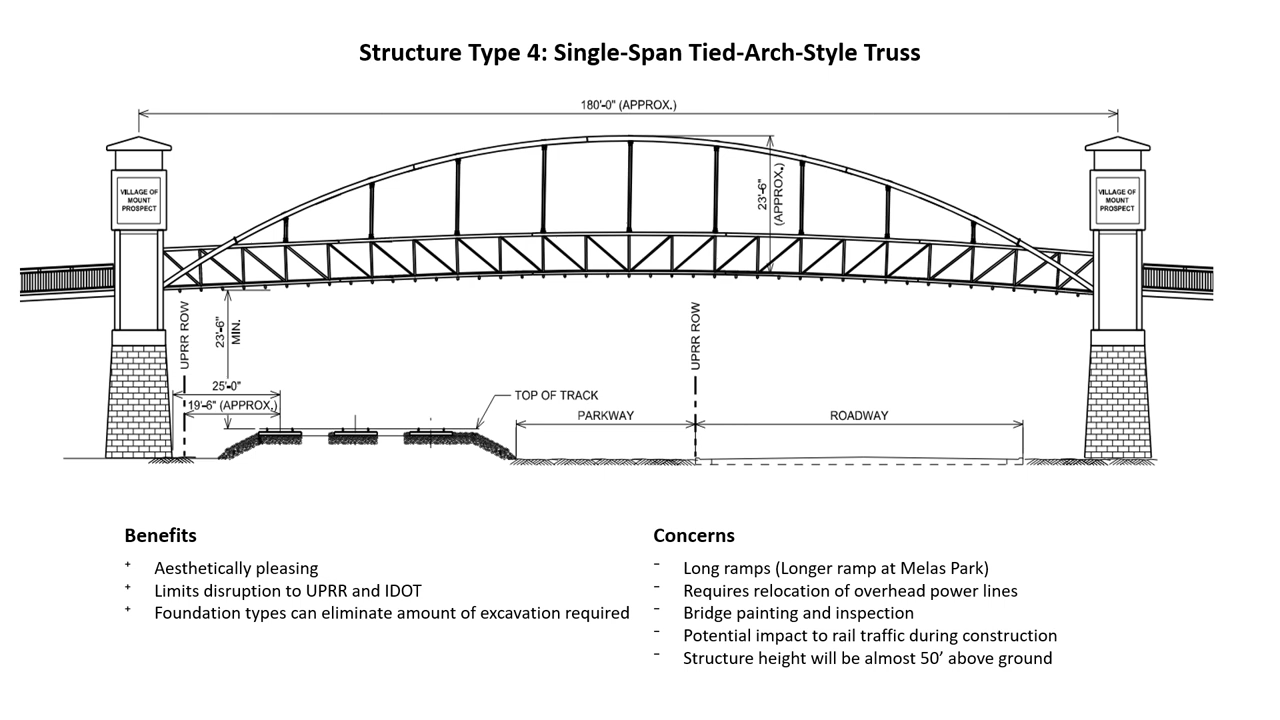 Structure Type 4: Single-Span Tied-Arch-Style Truss
180'-0" (APPROX.)
VILLAGE OF
MOUNT
PROSPECT
23'-6"
(APPROX.)
VILLAGE OF
MOUNT
PROSPECT
UPRR ROW
23'-6"
MIN.
UPRR ROW
25'-0"
19'-6" (APPROX.)
TOP OF TRACK
PARKWAY
ROADWAY
Benefits
+ Aesthetically pleasing
+ Limits disruption to UPRR and IDOT
+ Foundation types can eliminate amount of excavation required
Concerns
- Long ramps (Longer ramp at Melas Park)
- Requires relocation of overhead power lines
- Bridge painting and inspection
- Potential impact to rail traffic during construction
- Structure height will be almost 50’ above ground